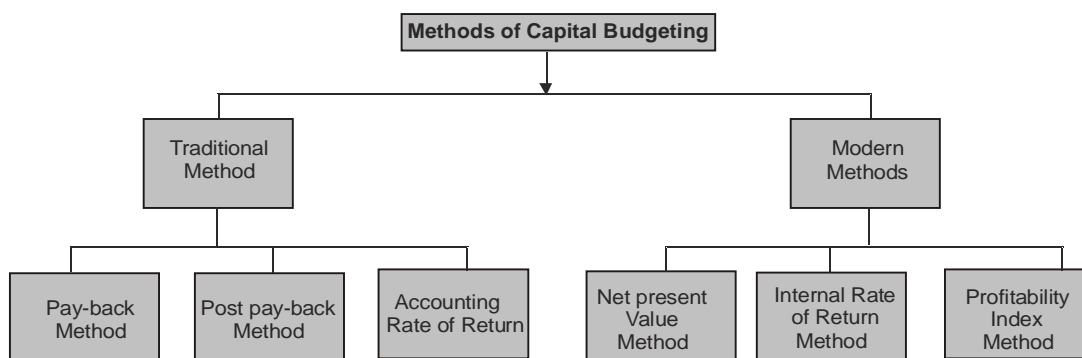 Methods of Capital Budgeting
Traditional
Method
Modern
Methods
Pay-back
Method
Post pay-back
Method
Accounting
Rate of Return
Net present
Value
Method
Internal Rate
of Return
Method
Profitability
Index
Method